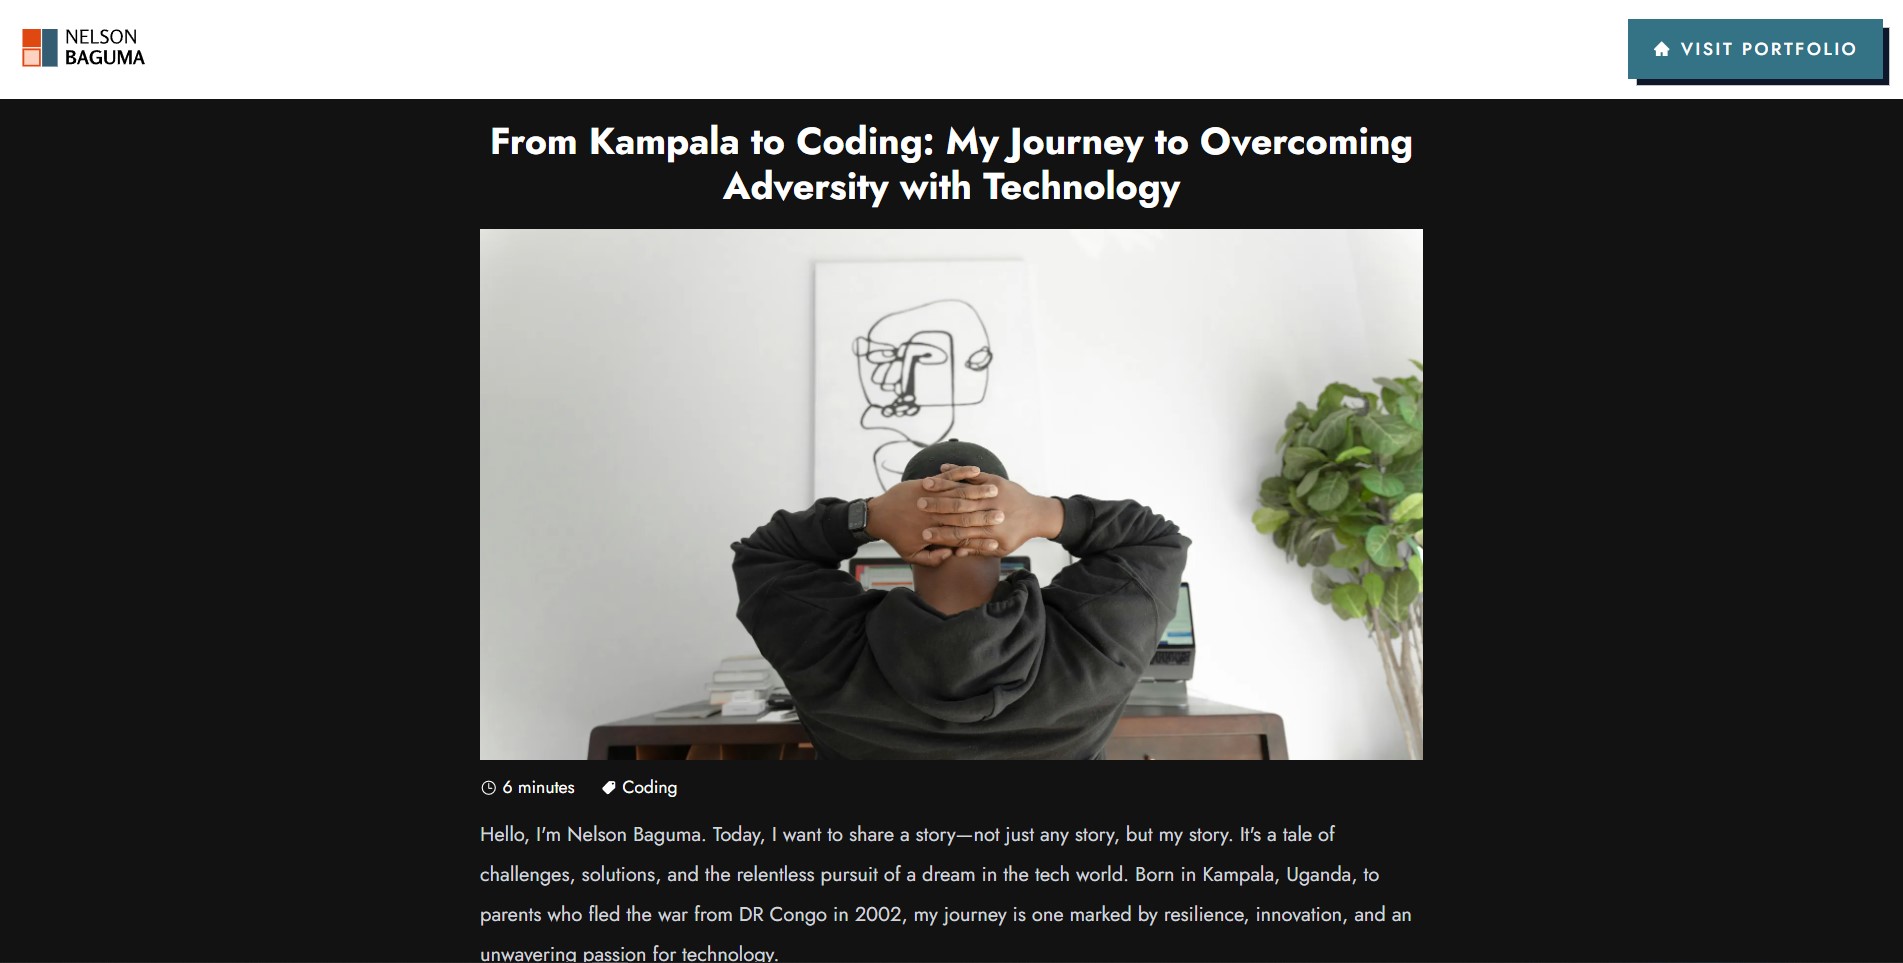 NELSON
BAGUMA
VISIT PORTFOLIO
From Kampala to Coding: My Journey to Overcoming
Adversity with Technology
6 minutes
Coding
Hello, I'm Nelson Baguma. Today, I want to share a story—not just any story, but my story. It's a tale of
challenges, solutions, and the relentless pursuit of a dream in the tech world. Born in Kampala, Uganda, to
parents who fled the war from DR Congo in 2002, my journey is one marked by resilience, innovation, and an
unwavering passion for technology.